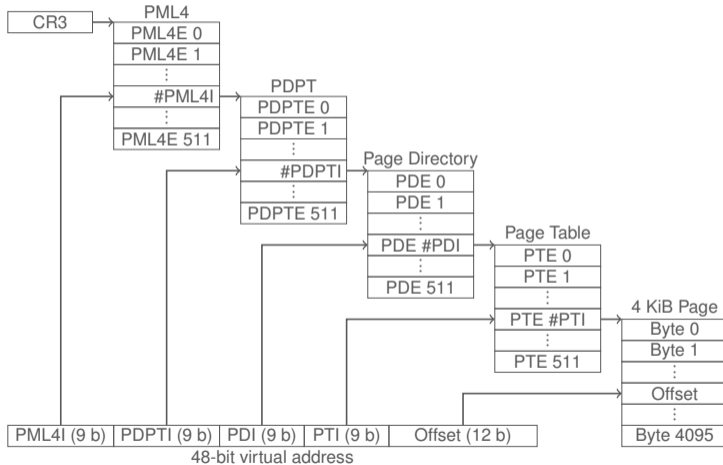 CR3
PML4
PML4E 0
PML4E 1
⋮
#PML4I
⋮
PML4E 511
PDPT
PDPTE 0
PDPTE 1
⋮
#PDPTI
⋮
PDPTE 511
Page Directory
PDE 0
PDE 1
⋮
PDE #PDI
⋮
PDE 511
Page Table
PTE 0
PTE 1
⋮
PTE #PTI
⋮
PTE 511
4 KiB Page
Byte 0
Byte 1
⋮
Offset
⋮
Byte 4095
PML4I (9 b) PDPTI (9 b) PDI (9 b) PTI (9 b) Offset (12 b)
48-bit virtual address